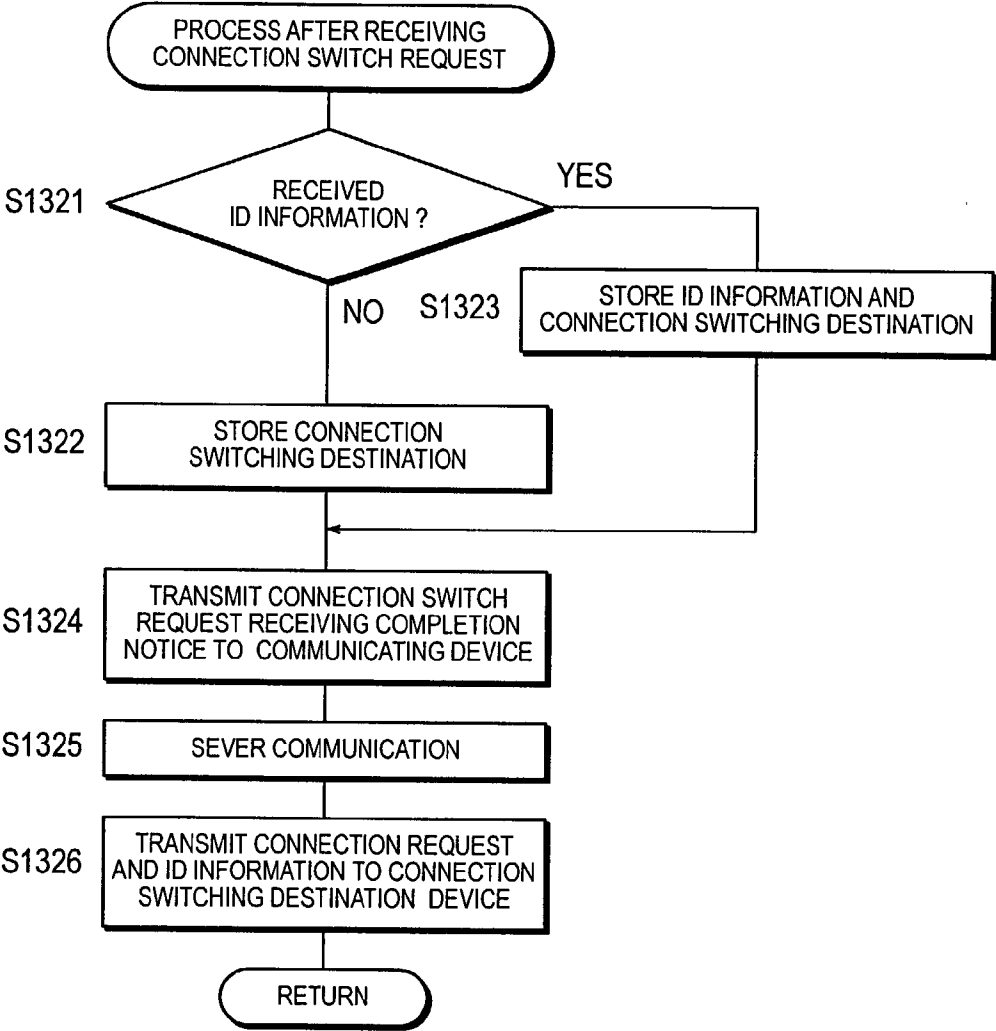 PROCESS AFTER RECEIVING
CONNECTION SWITCH REQUEST
S1321
RECEIVED
ID INFORMATION ?
YES
NO
S1323
STORE ID INFORMATION AND
CONNECTION SWITCHING DESTINATION
S1322
STORE CONNECTION
SWITCHING DESTINATION
S1324
TRANSMIT CONNECTION SWITCH
REQUEST RECEIVING COMPLETION
NOTICE TO COMMUNICATING DEVICE
S1325
SEVER COMMUNICATION
S1326
TRANSMIT CONNECTION REQUEST
AND ID INFORMATION TO CONNECTION
SWITCHING DESTINATION DEVICE
RETURN